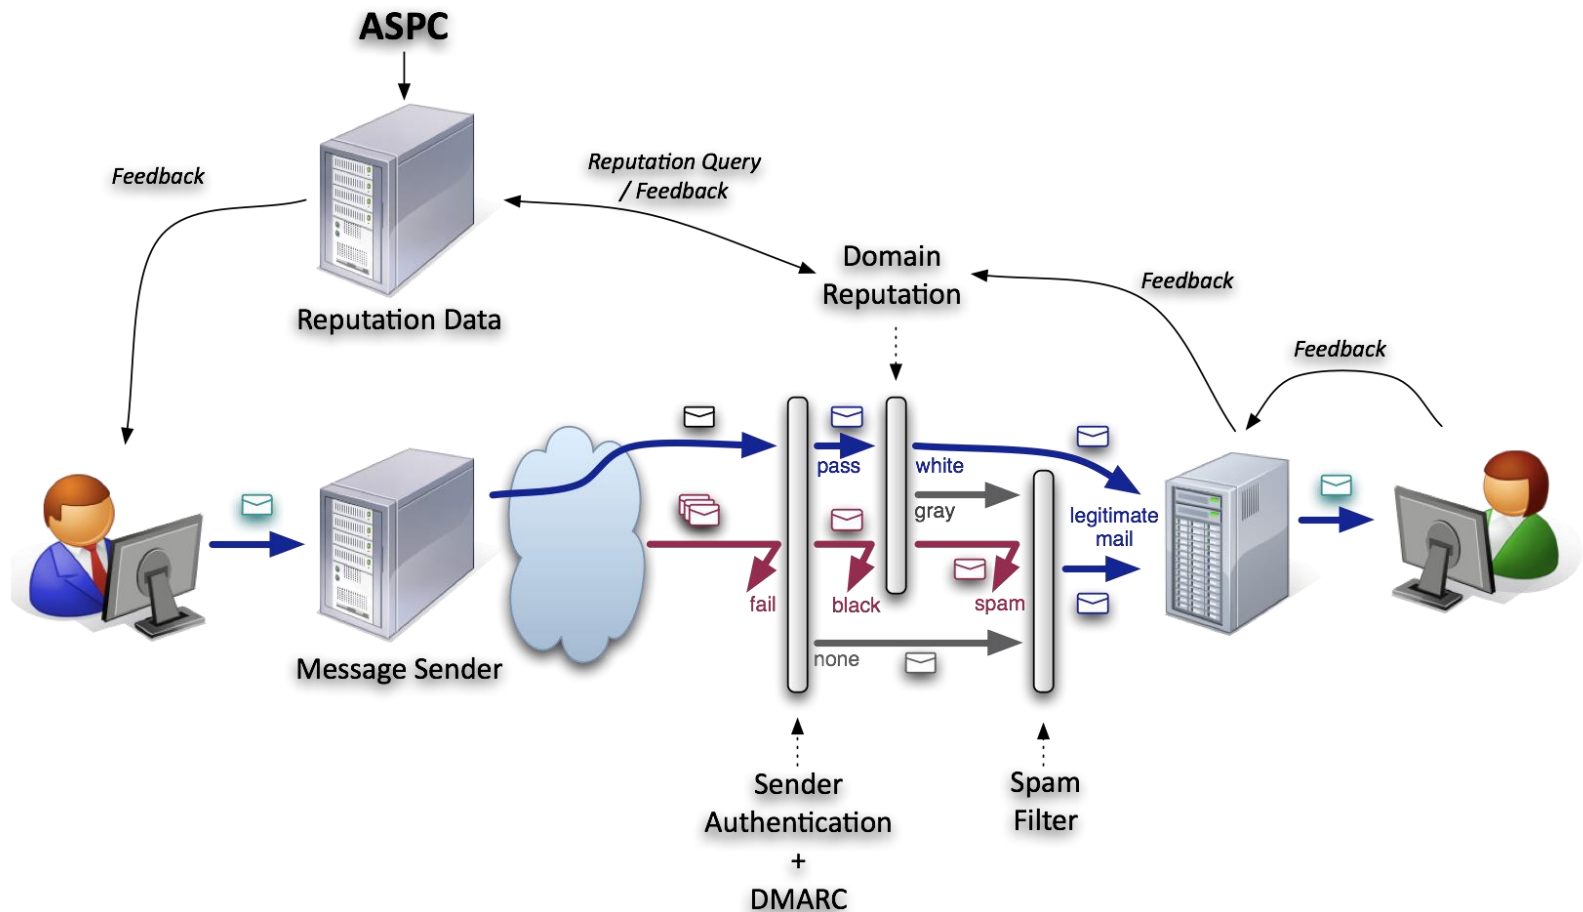 ASPC
Feedback
Reputation Query
/ Feedback
Reputation Data
Domain
Reputation
Feedback
Feedback
pass
white
gray
legitimate
mail
fail
black
spam
none
Message Sender
Sender
Authentication
+
DMARC
Spam
Filter